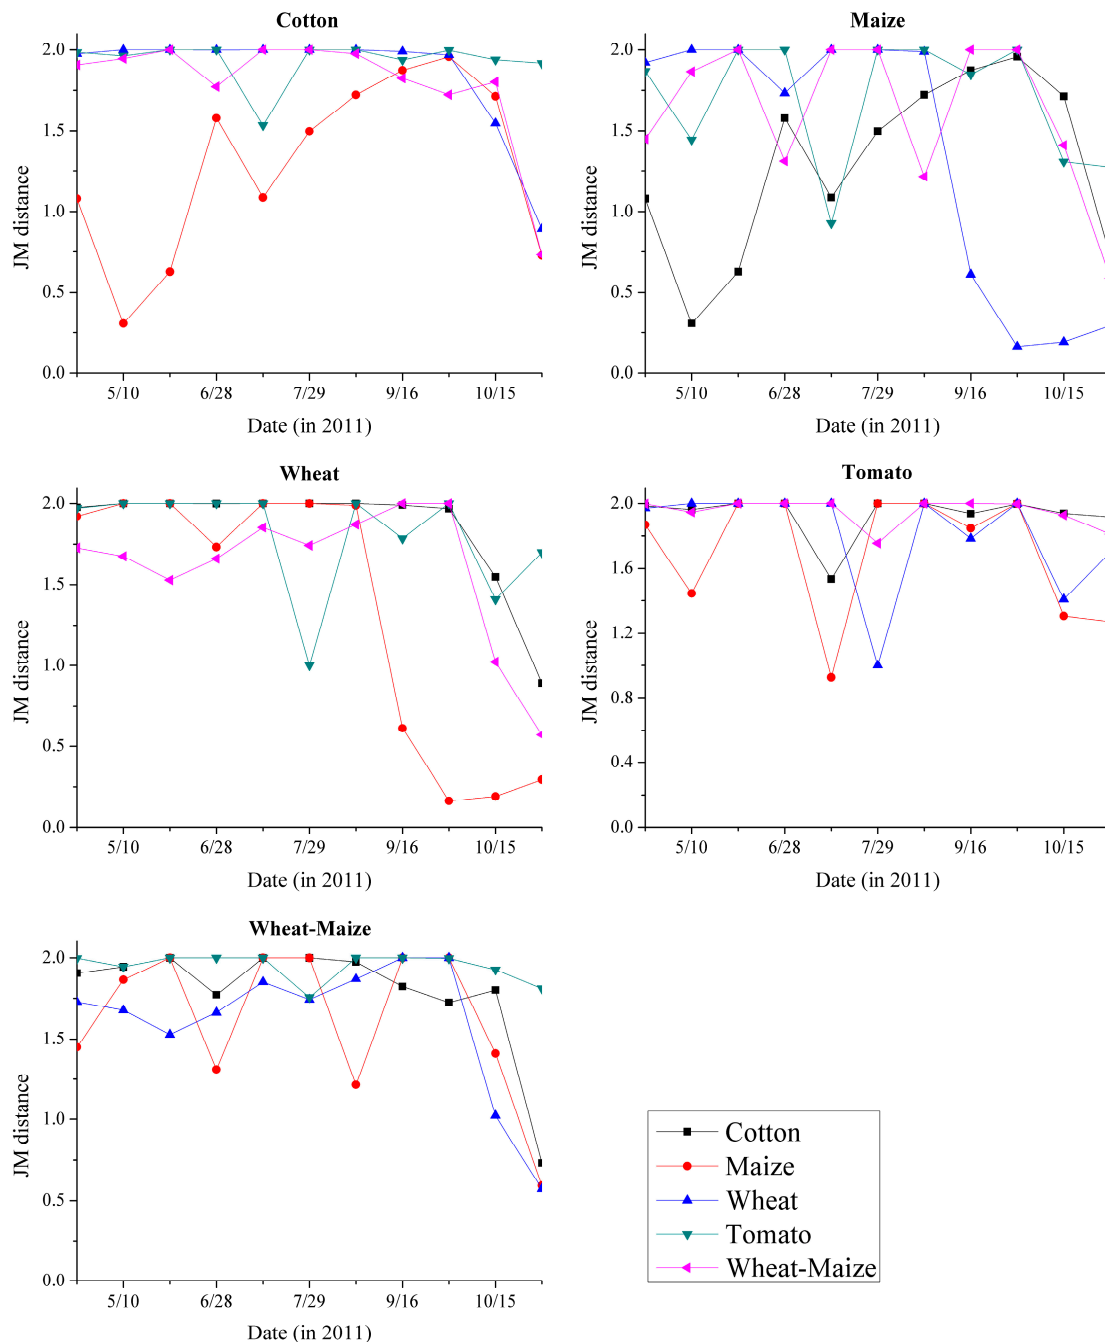 Cotton
2.0
1.5
1.0
0.5
0.0
JM distance
5/10 6/28 7/29 9/16 10/15
Date (in 2011)
Maize
2.0
1.5
1.0
0.5
0.0
JM distance
5/10 6/28 7/29 9/16 10/15
Date (in 2011)
Wheat
2.0
1.5
1.0
0.5
0.0
JM distance
5/10 6/28 7/29 9/16 10/15
Date (in 2011)
Tomato
2.0
1.6
1.2
0.8
0.4
0.0
JM distance
5/10 6/28 7/29 9/16 10/15
Date (in 2011)
Wheat-Maize
2.0
1.5
1.0
0.5
0.0
JM distance
5/10 6/28 7/29 9/16 10/15
Date (in 2011)
Cotton
Maize
Wheat
Tomato
Wheat-Maize